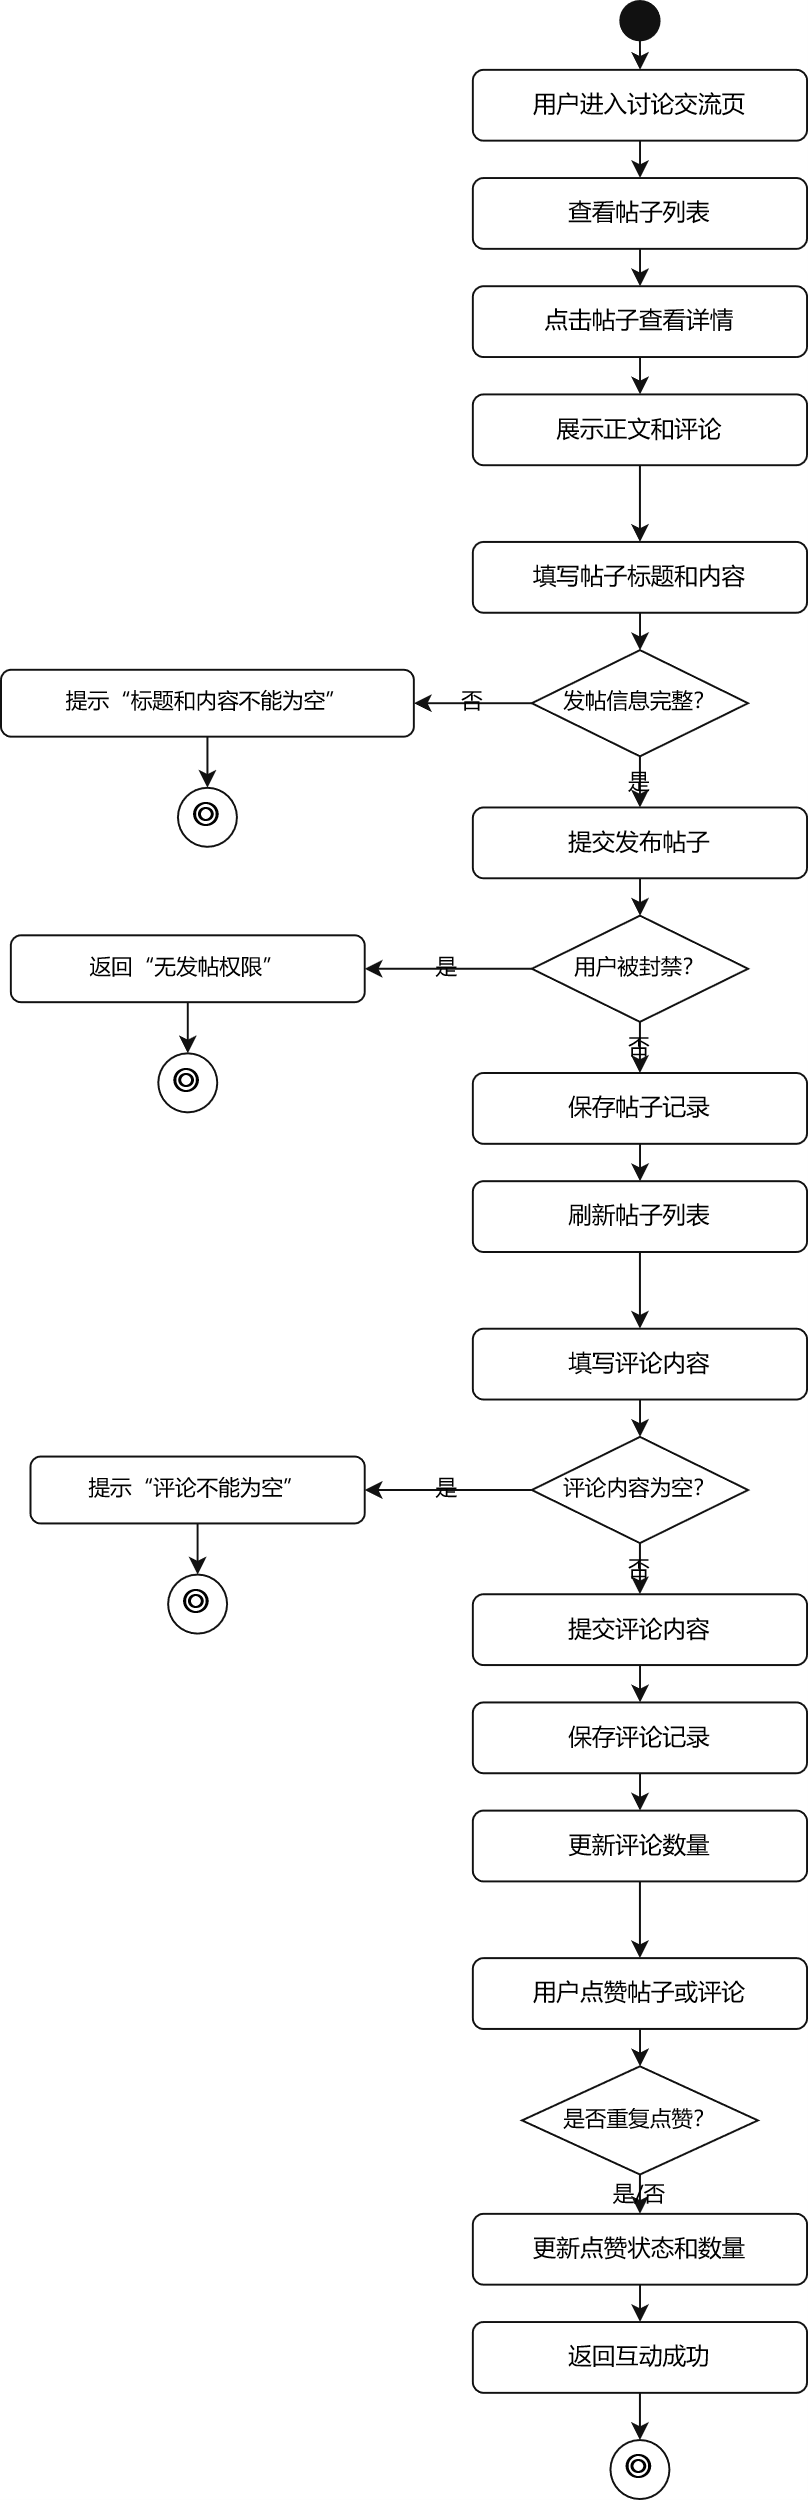 用户进入讨论交流页
查看帖子列表
点击帖子查看详情
展示正文和评论
填写帖子标题和内容
发帖信息完整？
否
提示“标题和内容不能为空”
是
提交发布帖子
用户被封禁？
是
返回“无发帖权限”
否
保存帖子记录
刷新帖子列表
填写评论内容
评论内容为空？
是
提示“评论不能为空”
否
提交评论内容
保存评论记录
更新评论数量
用户点赞帖子或评论
是否重复点赞？
是/否
更新点赞状态和数量
返回互动成功